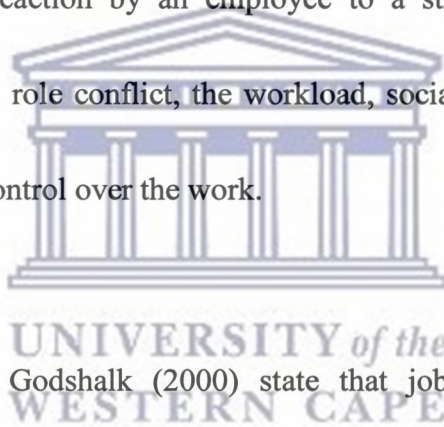 eaction by an employee to a st
role conflict, the workload, socia
ontrol over the work.
UNIVERSITY of the
Godshalk (2000) state that job
WESTERN CAPE